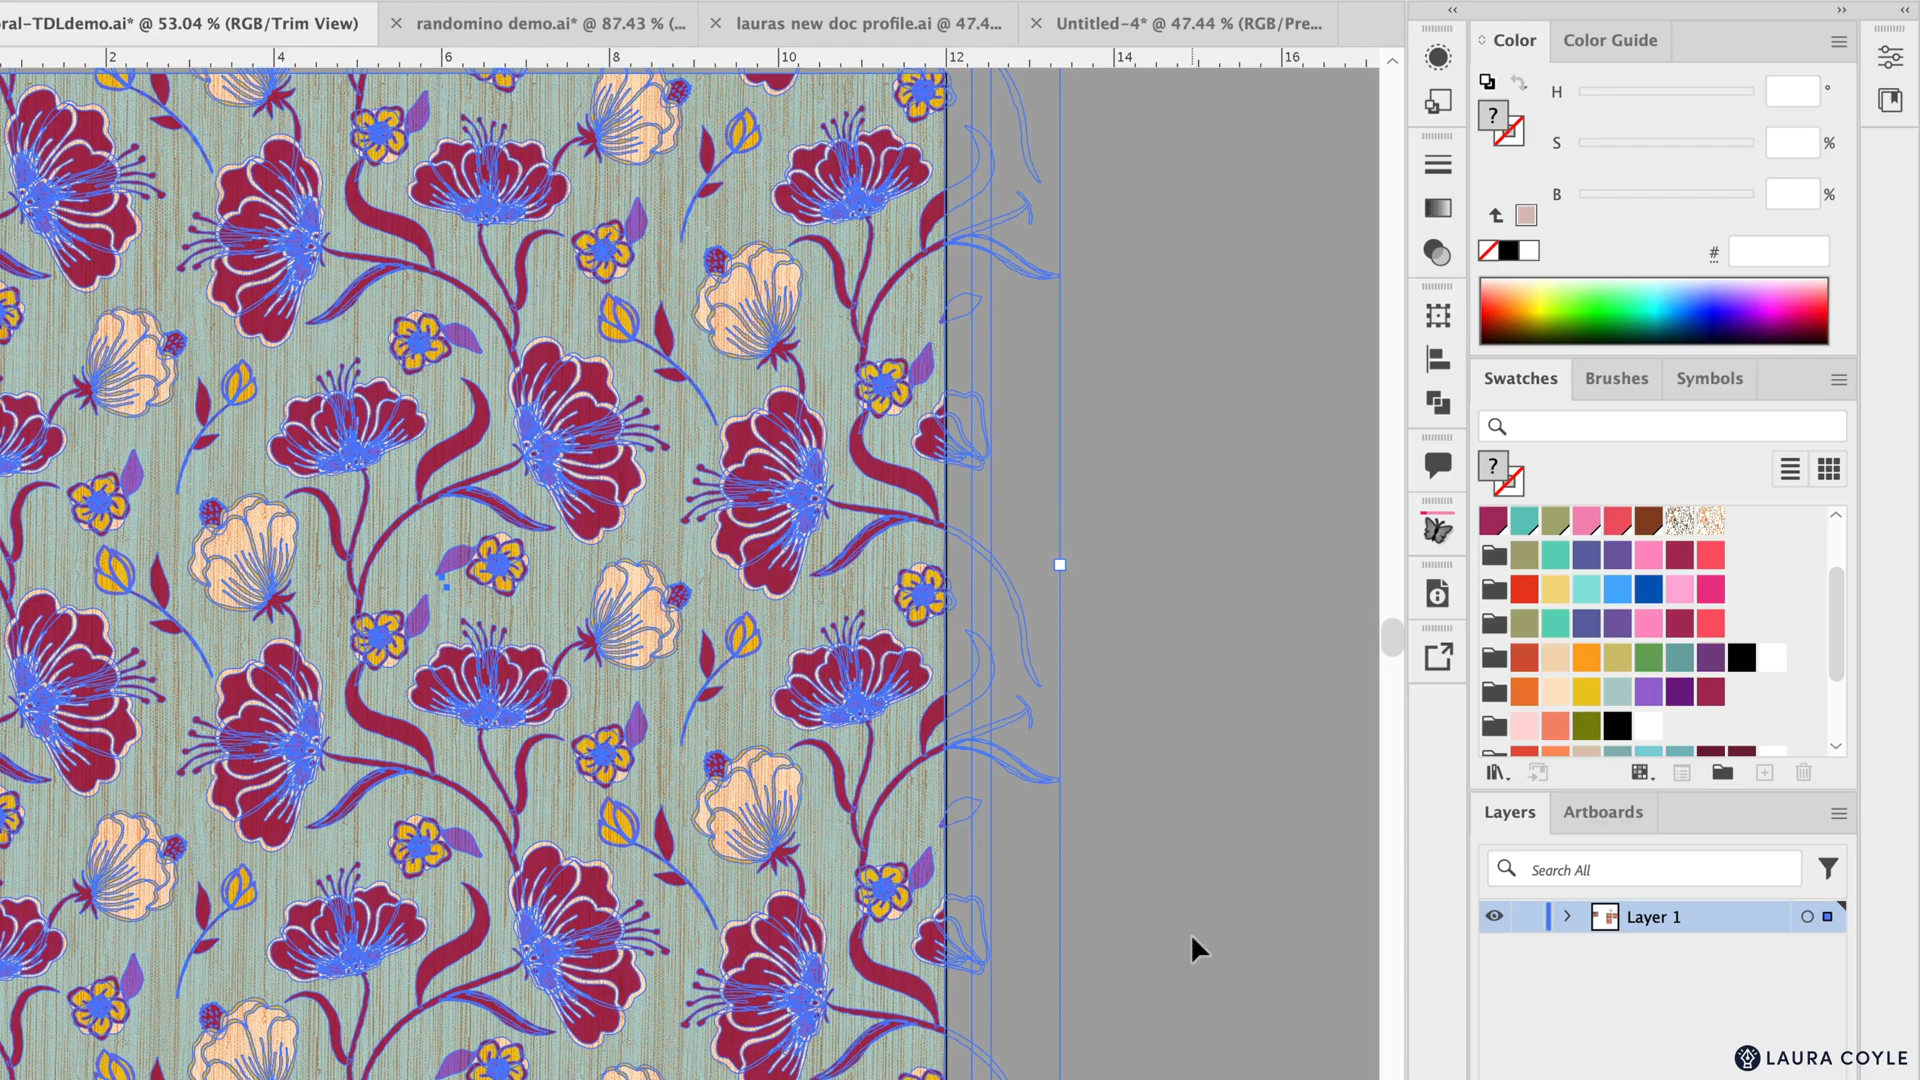 oral-TDLdemo.ai* @ 53.04 % (RGB/Trim View)
randomino demo.ai* @ 87.43 % (...
lauras new doc profile.ai @ 47.4...
Untitled-4* @ 47.44 % (RGB/Pre...
2 4 6 8 10 12 14 16
Color
Color Guide
H °
?
S %
B %
#
Swatches
Brushes
Symbols
?
Layers
Artboards
Search All
Layer 1
LAURA COYLE